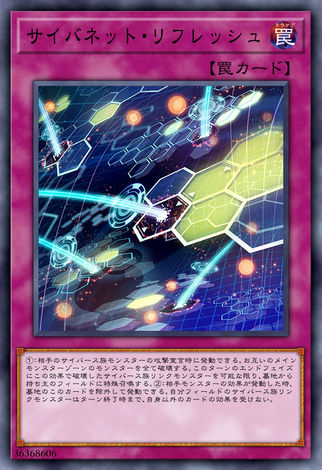 サイバネット・リフレッシュ
トラップ
罠
【罠カード】
①：相手のサイバース族モンスターの攻撃宣言時に発動できる。お互いのメイン
モンスターゾーンのモンスターを全て破壊する。このターンのエンドフェイズ
にこの効果で破壊したサイバース族リンクモンスターを可能な限り、墓地から
持ち主のフィールドに特殊召喚する。②：相手モンスターの効果が発動した時、
墓地のこのカードを除外して発動できる。自分フィールドのサイバース族リン
クモンスターはターン終了時まで、自身以外のカードの効果を受けない。
36368606